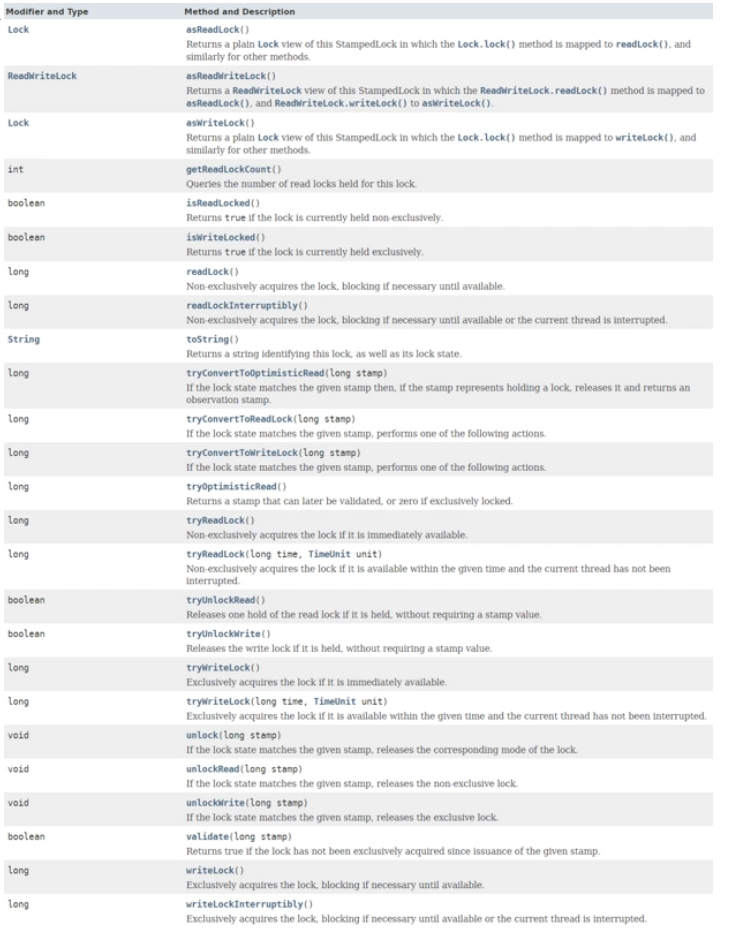 Modifier and Type Method and Description
Lock asReadLock()
Returns a plain Lock view of this StampedLock in which the Lock.lock() method is mapped to readLock(), and
similarly for other methods.
ReadWriteLock asReadWriteLock()
Returns a ReadWriteLock view of this StampedLock in which the ReadWriteLock.readLock() method is mapped to
asReadLock(), and ReadWriteLock.writeLock() to asWriteLock().
Lock asWriteLock()
Returns a plain Lock view of this StampedLock in which the Lock.lock() method is mapped to writeLock(), and
similarly for other methods.
int getReadLockCount()
Queries the number of read locks held for this lock.
boolean isReadLocked()
Returns true if the lock is currently held non-exclusively.
boolean isWriteLocked()
Returns true if the lock is currently held exclusively.
long readLock()
Non-exclusively acquires the lock, blocking if necessary until available.
long readLockInterruptibly()
Non-exclusively acquires the lock, blocking if necessary until available or the current thread is interrupted.
String toString()
Returns a string identifying this lock, as well as its lock state.
long tryConvertToOptimisticRead(long stamp)
If the lock state matches the given stamp then, if the stamp represents holding a lock, releases it and returns an
observation stamp.
long tryConvertToReadLock(long stamp)
If the lock state matches the given stamp, performs one of the following actions.
long tryConvertToWriteLock(long stamp)
If the lock state matches the given stamp, performs one of the following actions.
long tryOptimisticRead()
Returns a stamp that can later be validated, or zero if exclusively locked.
long tryReadLock()
Non-exclusively acquires the lock if it is immediately available.
long tryReadLock(long time, TimeUnit unit)
Non-exclusively acquires the lock if it is available within the given time and the current thread has not been
interrupted.
boolean tryUnlockRead()
Releases one hold of the read lock if it is held, without requiring a stamp value.
boolean tryUnlockWrite()
Releases the write lock if it is held, without requiring a stamp value.
long tryWriteLock()
Exclusively acquires the lock if it is immediately available.
long tryWriteLock(long time, TimeUnit unit)
Exclusively acquires the lock if it is available within the given time and the current thread has not been interrupted.
void unlock(long stamp)
If the lock state matches the given stamp, releases the corresponding mode of the lock.
void unlockRead(long stamp)
If the lock state matches the given stamp, releases the non-exclusive lock.
void unlockWrite(long stamp)
If the lock state matches the given stamp, releases the exclusive lock.
boolean validate(long stamp)
Returns true if the lock has not been exclusively acquired since issuance of the given stamp.
long writeLock()
Exclusively acquires the lock, blocking if necessary until available.
long writeLockInterruptibly()
Exclusively acquires the lock, blocking if necessary until available or the current thread is interrupted.